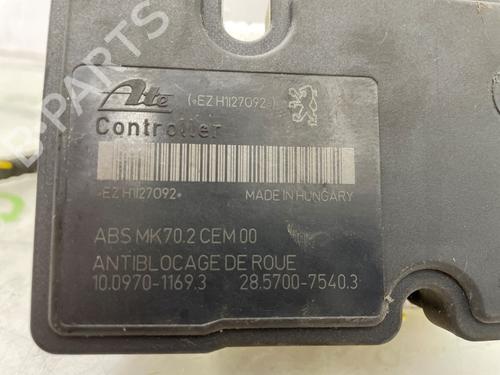 Ate (*EZ H1127092*)
Controller
*EZ H1127092*
MADE IN HUNGARY
ABS MK70.2 CEM 00
ANTIBLOCAGE DE ROUE
10.0970-1169.3 28.5700-7540.3